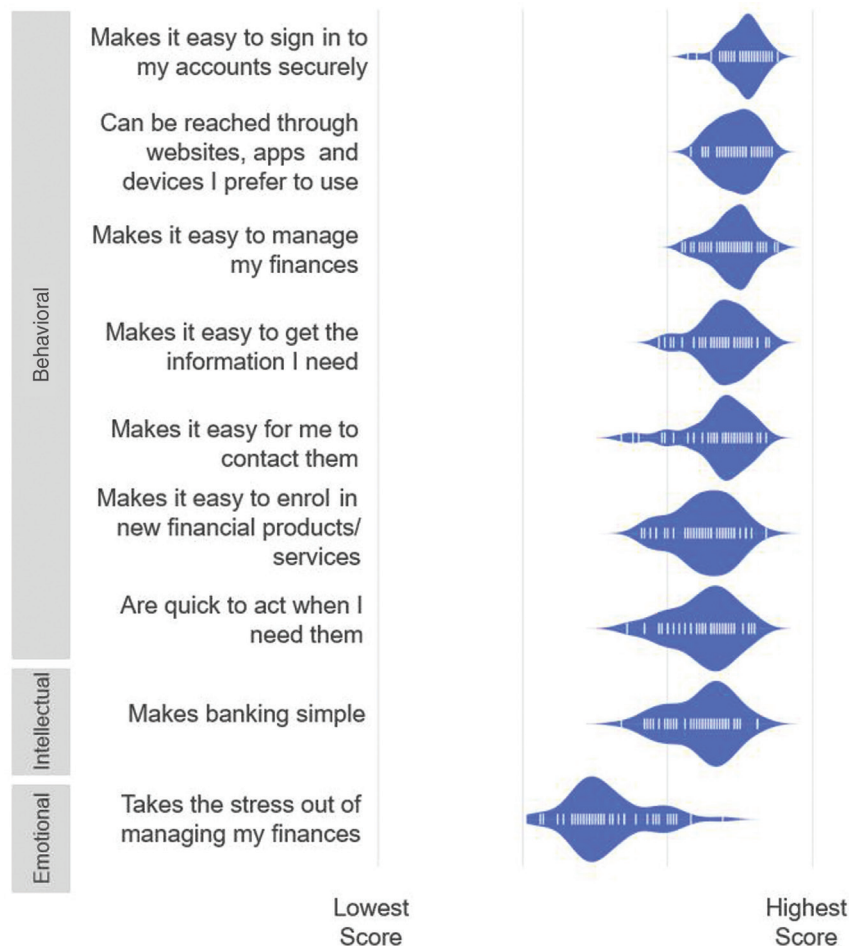 Behavioral
Makes it easy to sign in to
my accounts securely
Can be reached through
websites, apps and
devices I prefer to use
Makes it easy to manage
my finances
Makes it easy to get the
information I need
Makes it easy for me to
contact them
Makes it easy to enrol in
new financial products/
services
Are quick to act when I
need them
Intellectual
Makes banking simple
Emotional
Takes the stress out of
managing my finances
Lowest
Score
Highest
Score